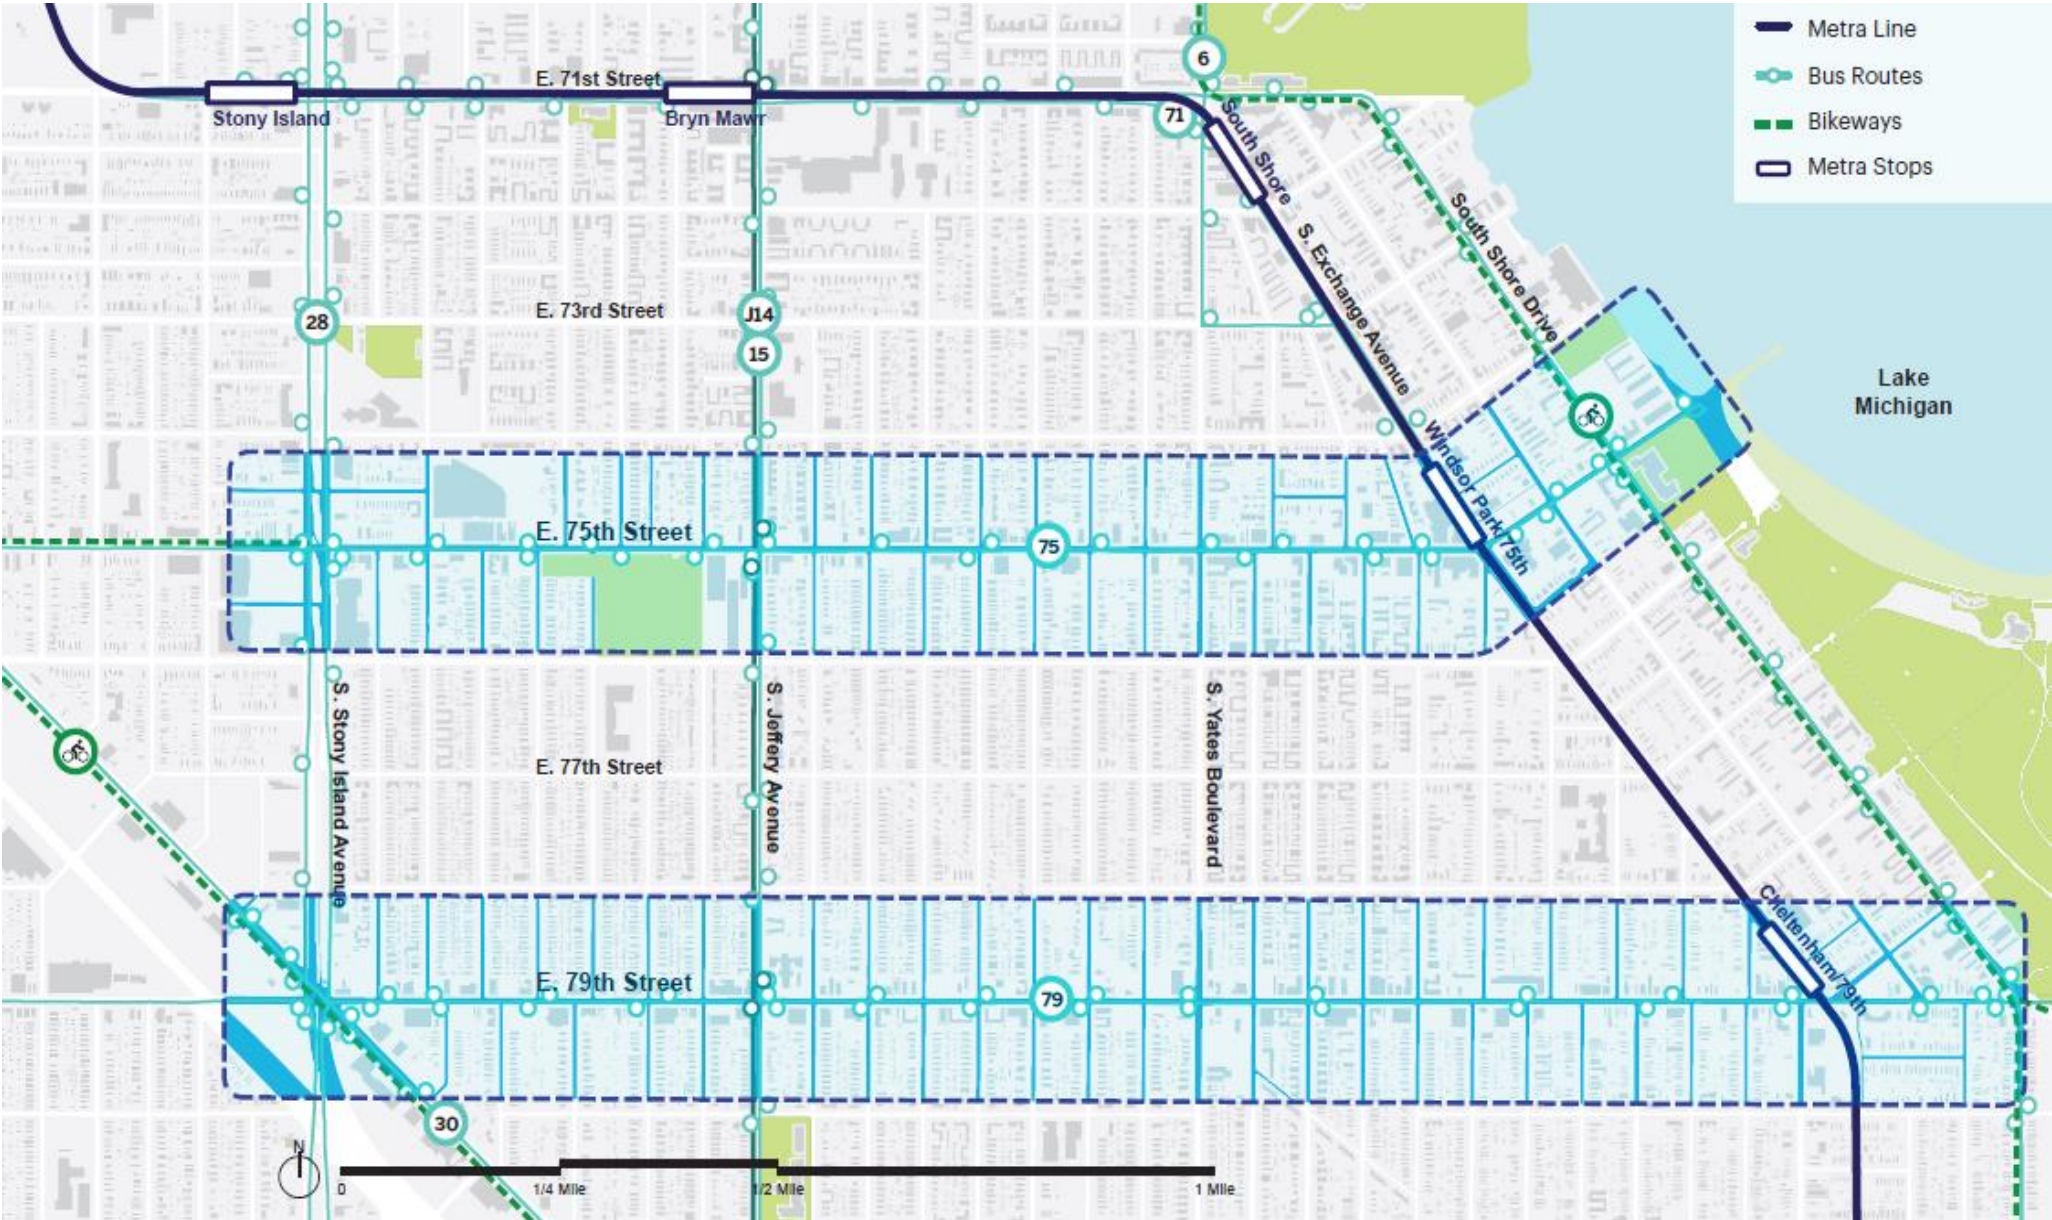 Metra Line
Bus Routes
Bikeways
Metra Stops
6
E. 71st Street
Stony Island
Bryn Mawr
71
South Shore
South Shore Drive
S. Exchange Avenue
28
E. 73rd Street
J14
15
Lake
Michigan
Windsor Park/75th
E. 75th Street
75
S. Stony Island Avenue
S. Jeffery Avenue
S. Yates Boulevard
E. 77th Street
Cheltenham/79th
E. 79th Street
79
30
N
0
1/4 Mile
1/2 Mile
1 Mile